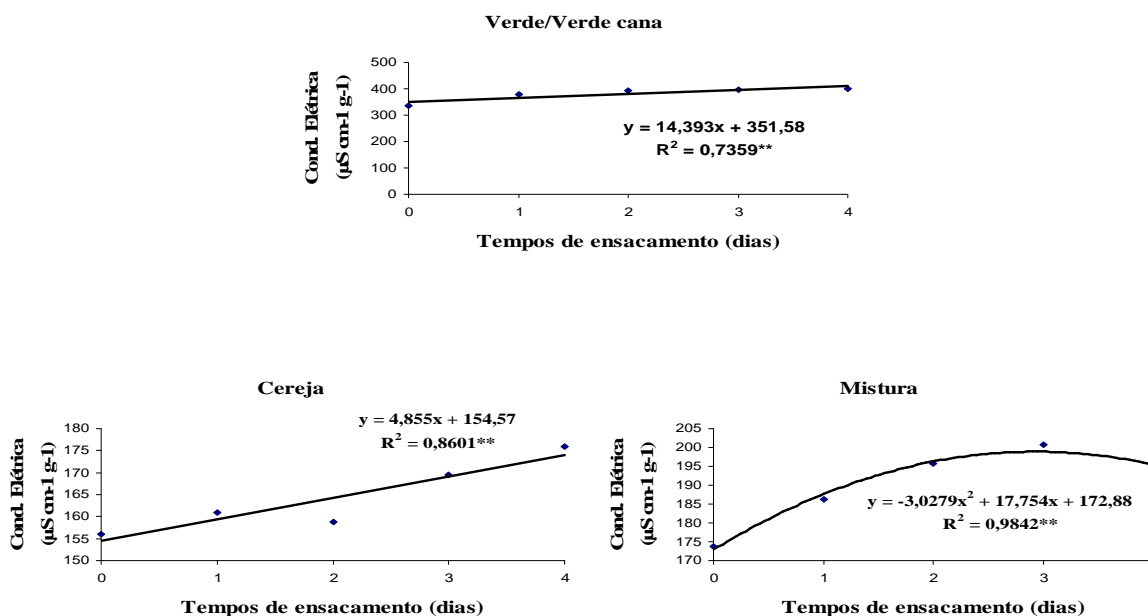 Verde/Verde cana
Cond. Elétrica
(µS cm-1 g-1)
500
400
300
200
100
0
y = 14,393x + 351,58
R² = 0,7359**
0 1 2 3 4
Tempos de ensacamento (dias)
Cereja
Cond. Elétrica
(µS cm-1 g-1)
180
175
170
165
160
155
150
y = 4,855x + 154,57
R² = 0,8601**
0 1 2 3 4
Tempos de ensacamento (dias)
Mistura
Cond. Elétrica
(µS cm-1 g-1)
205
200
195
190
185
180
175
170
y = -3,0279x² + 17,754x + 172,88
R² = 0,9842**
0 1 2 3
Tempos de ensacamento (dias)